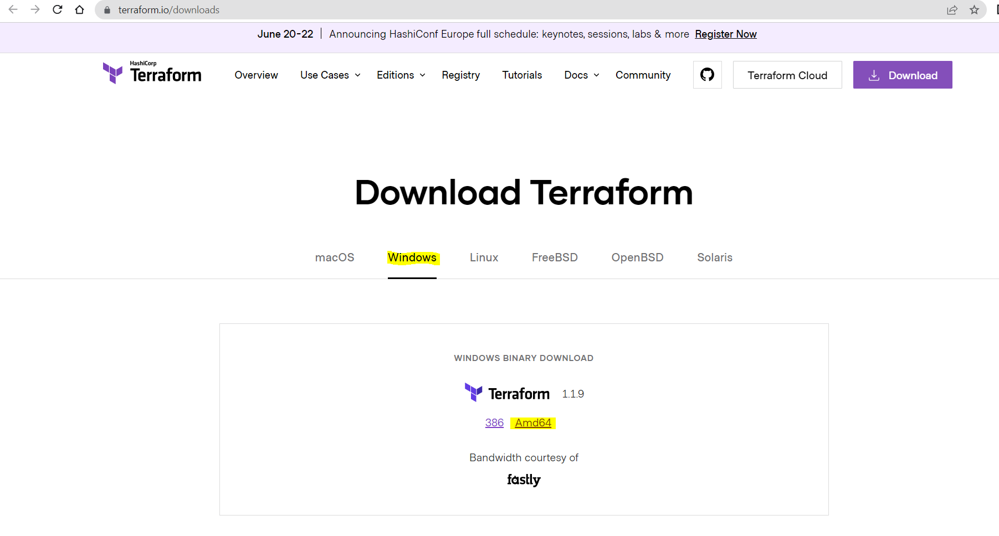 terraform.io/downloads
June 20-22 Announcing HashiConf Europe full schedule: keynotes, sessions, labs & more Register Now
HashiCorp
Terraform
Overview Use Cases Editions Registry Tutorials Docs Community Terraform Cloud Download
Download Terraform
macOS Windows Linux FreeBSD OpenBSD Solaris
WINDOWS BINARY DOWNLOAD
Terraform 1.1.9
386 Amd64
Bandwidth courtesy of
fastly